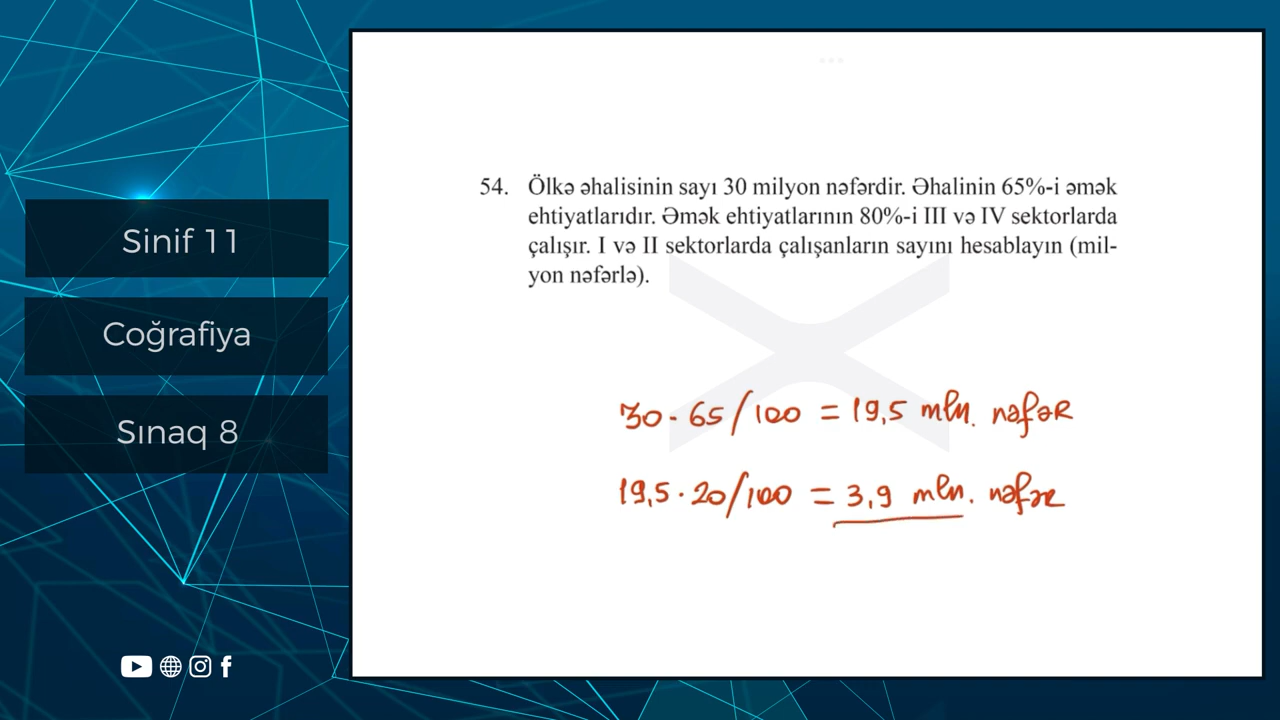 Sinif 11
Coğrafiya
Sınaq 8
54. Ölkə əhalisinin sayı 30 milyon nəfərdir. Əhalinin 65%-i əmək
ehtiyatlarıdır. Əmək ehtiyatlarının 80%-i III və IV sektorlarda
çalışır. I və II sektorlarda çalışanların sayını hesablayın (mil-
yon nəfərlə).
30 · 65/100 = 19,5 mln. nəfər
19,5 · 20/100 = 3,9 mln. nəfər